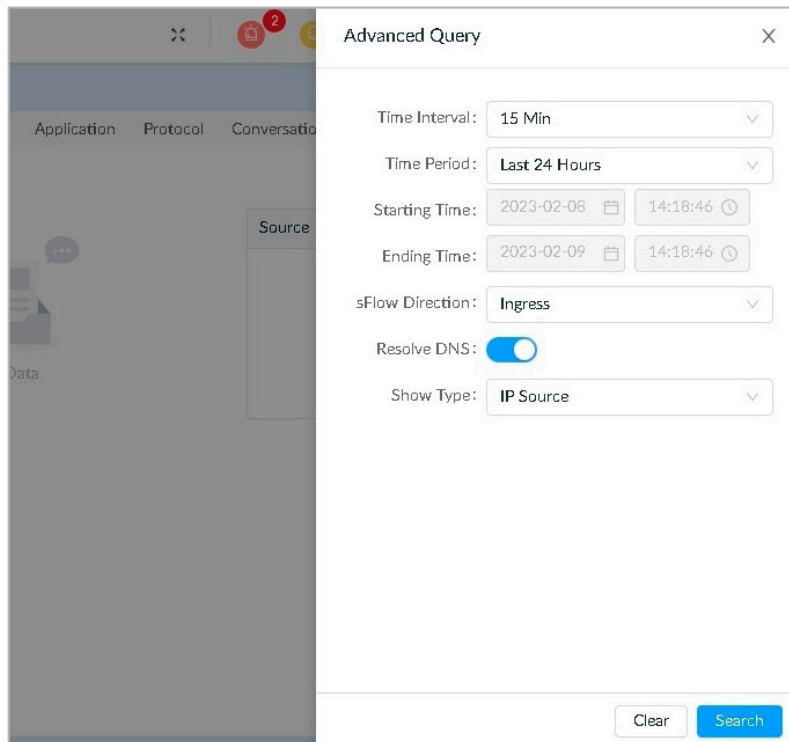 2
Advanced Query
Application Protocol Conversatio
Source
Data
Time Interval: 15 Min
Time Period: Last 24 Hours
Starting Time: 2023-02-08 14:18:46
Ending Time: 2023-02-09 14:18:46
sFlow Direction: Ingress
Resolve DNS:
Show Type: IP Source
Clear Search